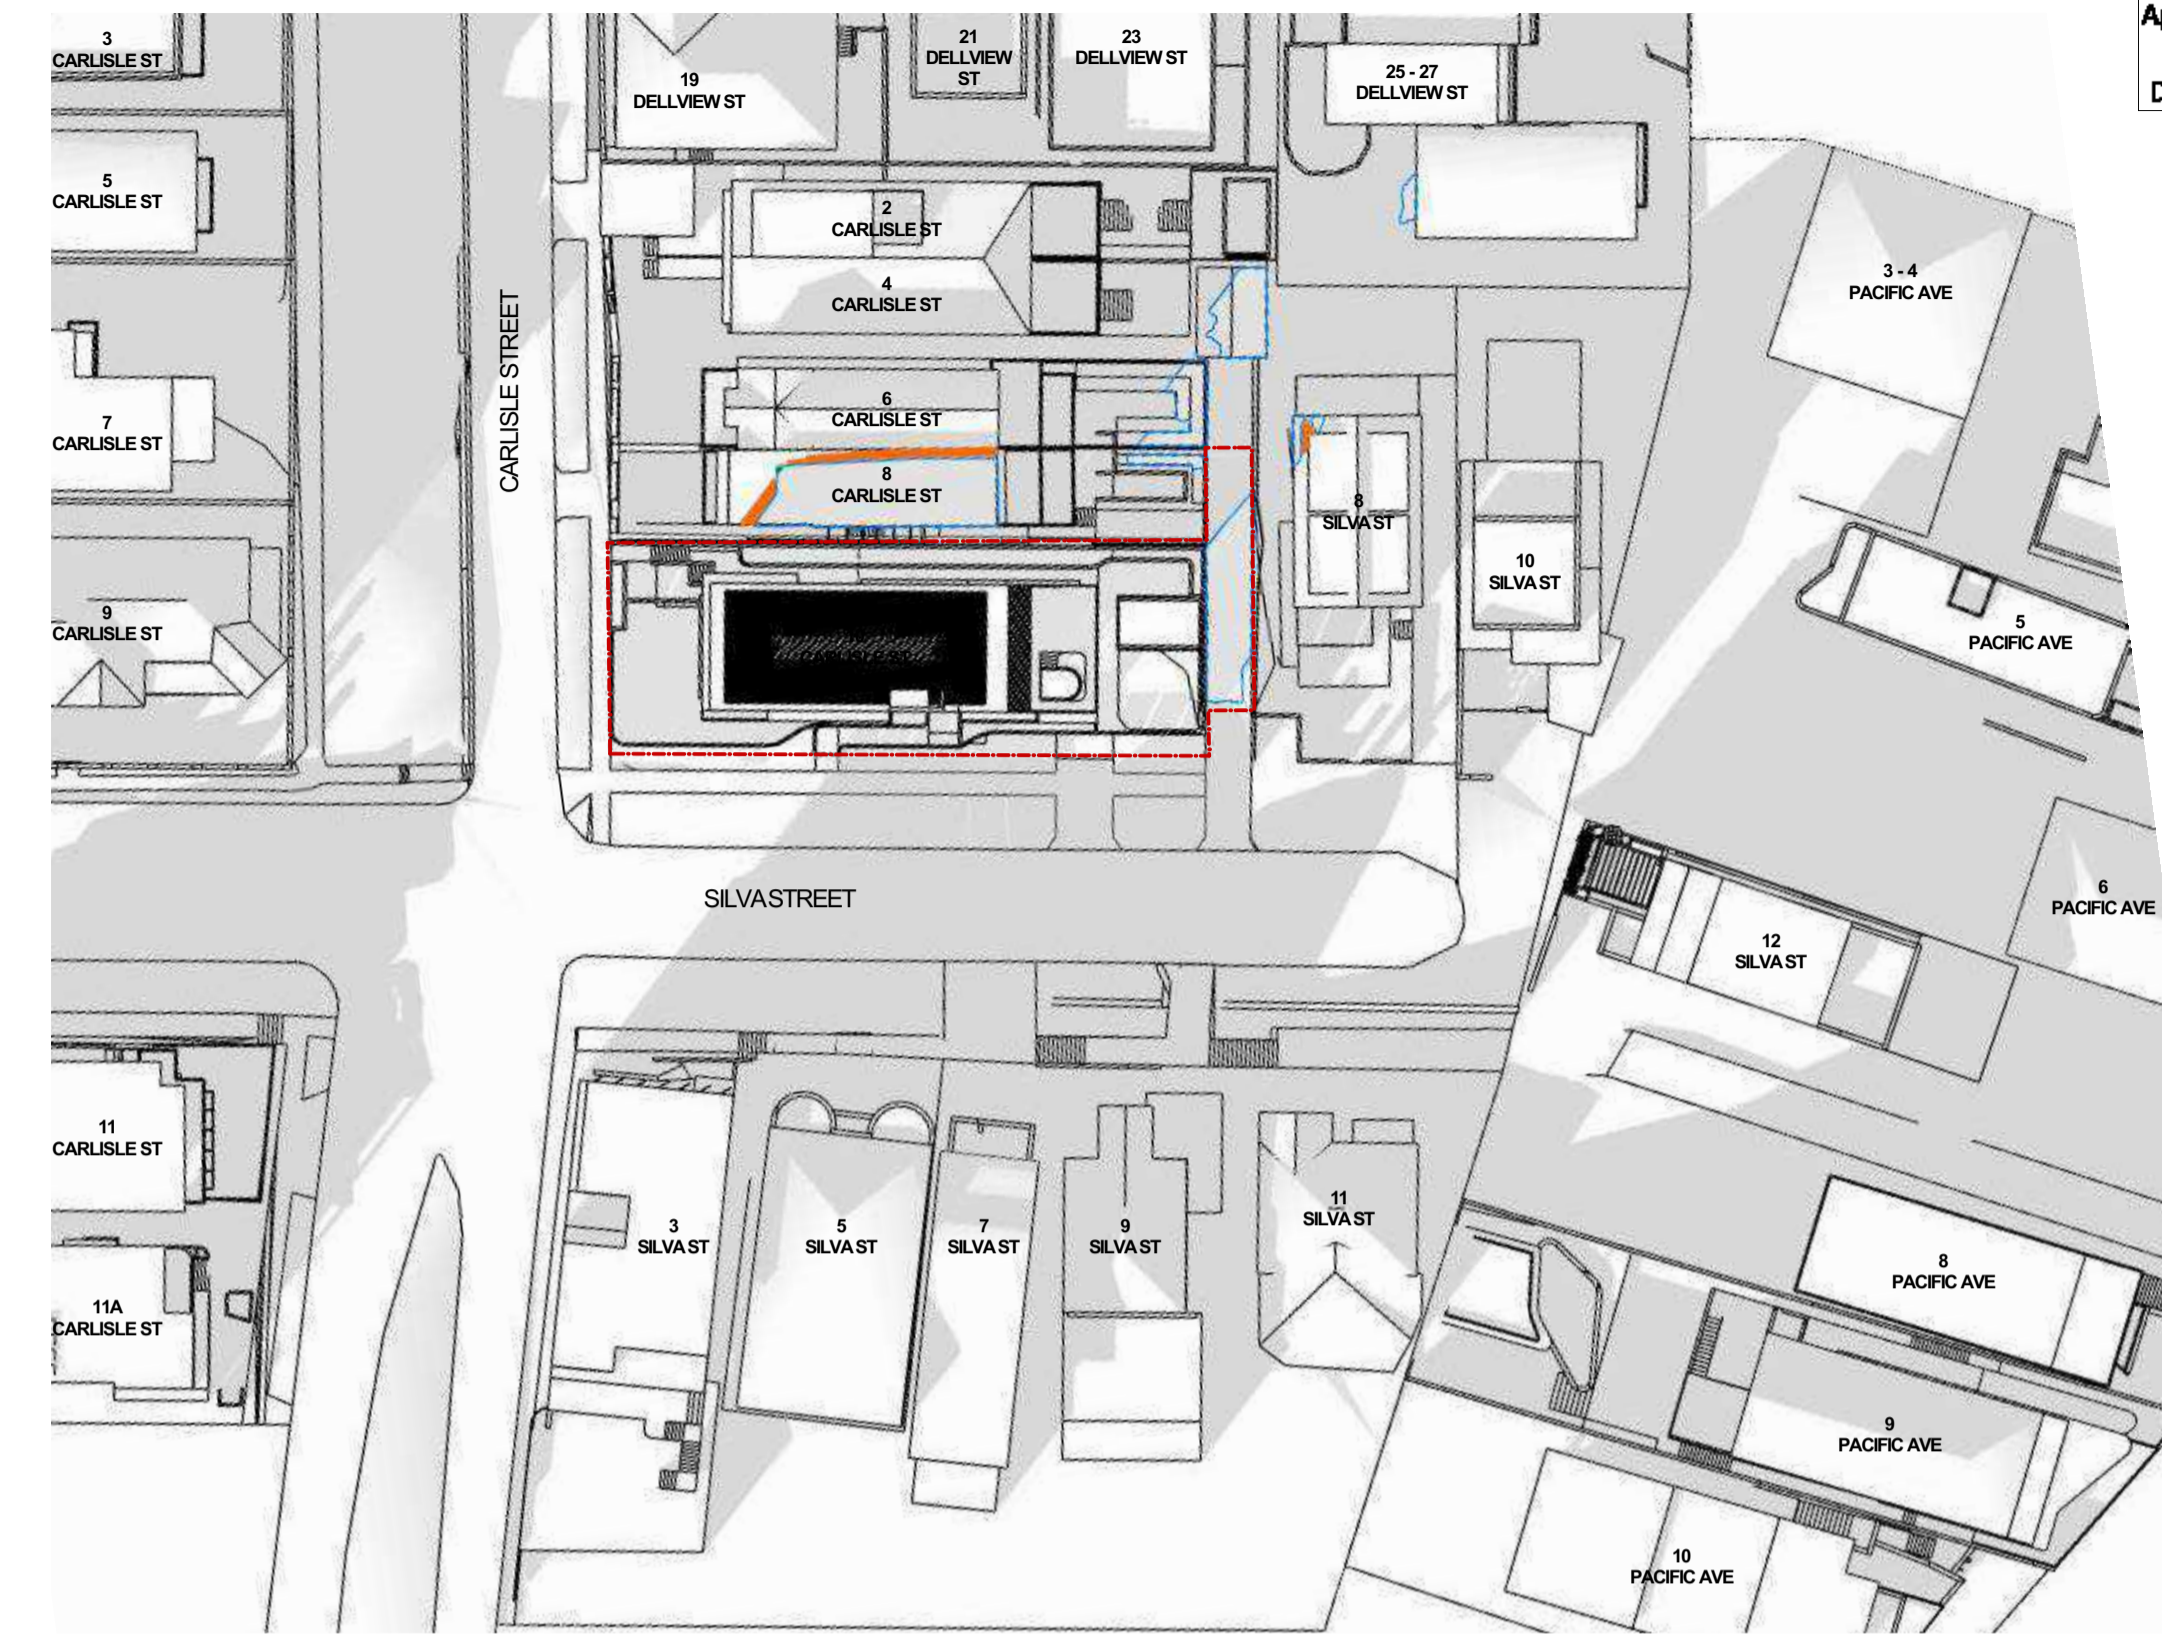 3
CARLISLE ST
19
DELLVIEW ST
21
DELLVIEW
ST
23
DELLVIEW ST
25 - 27
DELLVIEW ST
5
CARLISLE ST
2
CARLISLE ST
3 - 4
PACIFIC AVE
4
CARLISLE ST
CARLISLE STREET
7
CARLISLE ST
6
CARLISLE ST
8
CARLISLE ST
8
SILVA ST
10
SILVA ST
9
CARLISLE ST
5
PACIFIC AVE
SILVA STREET
6
PACIFIC AVE
12
SILVA ST
11
CARLISLE ST
3
SILVA ST
5
SILVA ST
7
SILVA ST
9
SILVA ST
11
SILVA ST
8
PACIFIC AVE
11A
CARLISLE ST
9
PACIFIC AVE
10
PACIFIC AVE